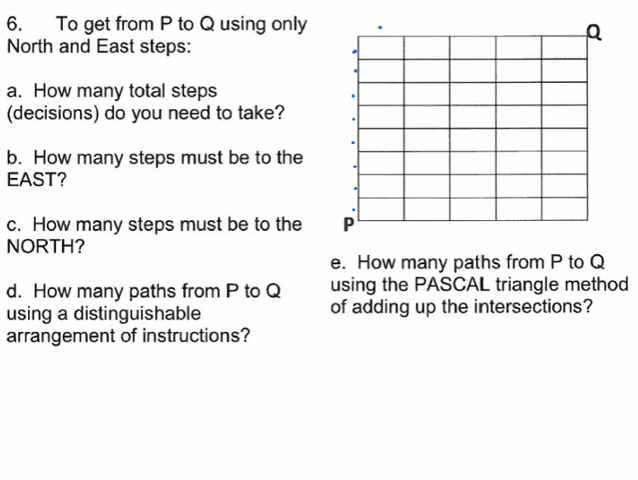 6. To get from P to Q using only
North and East steps:
a. How many total steps
(decisions) do you need to take?
b. How many steps must be to the
EAST?
c. How many steps must be to the
NORTH?
d. How many paths from P to Q
using a distinguishable
arrangement of instructions?
Q
P
e. How many paths from P to Q
using the PASCAL triangle method
of adding up the intersections?